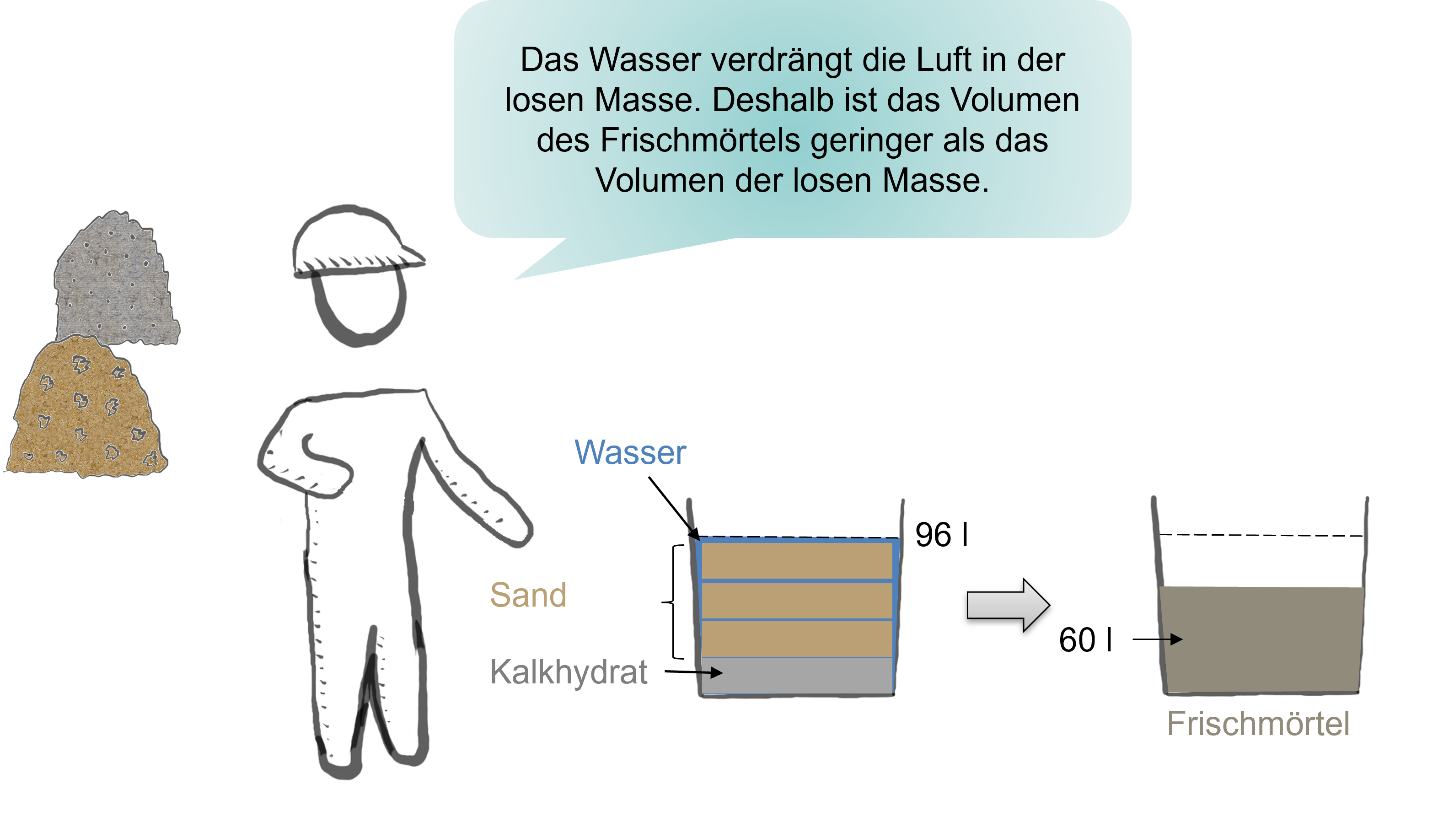 Das Wasser verdrängt die Luft in der
losen Masse. Deshalb ist das Volumen
des Frischmörtels geringer als das
Volumen der losen Masse.
Wasser
96 l
Sand
60 l
Kalkhydrat
Frischmörtel